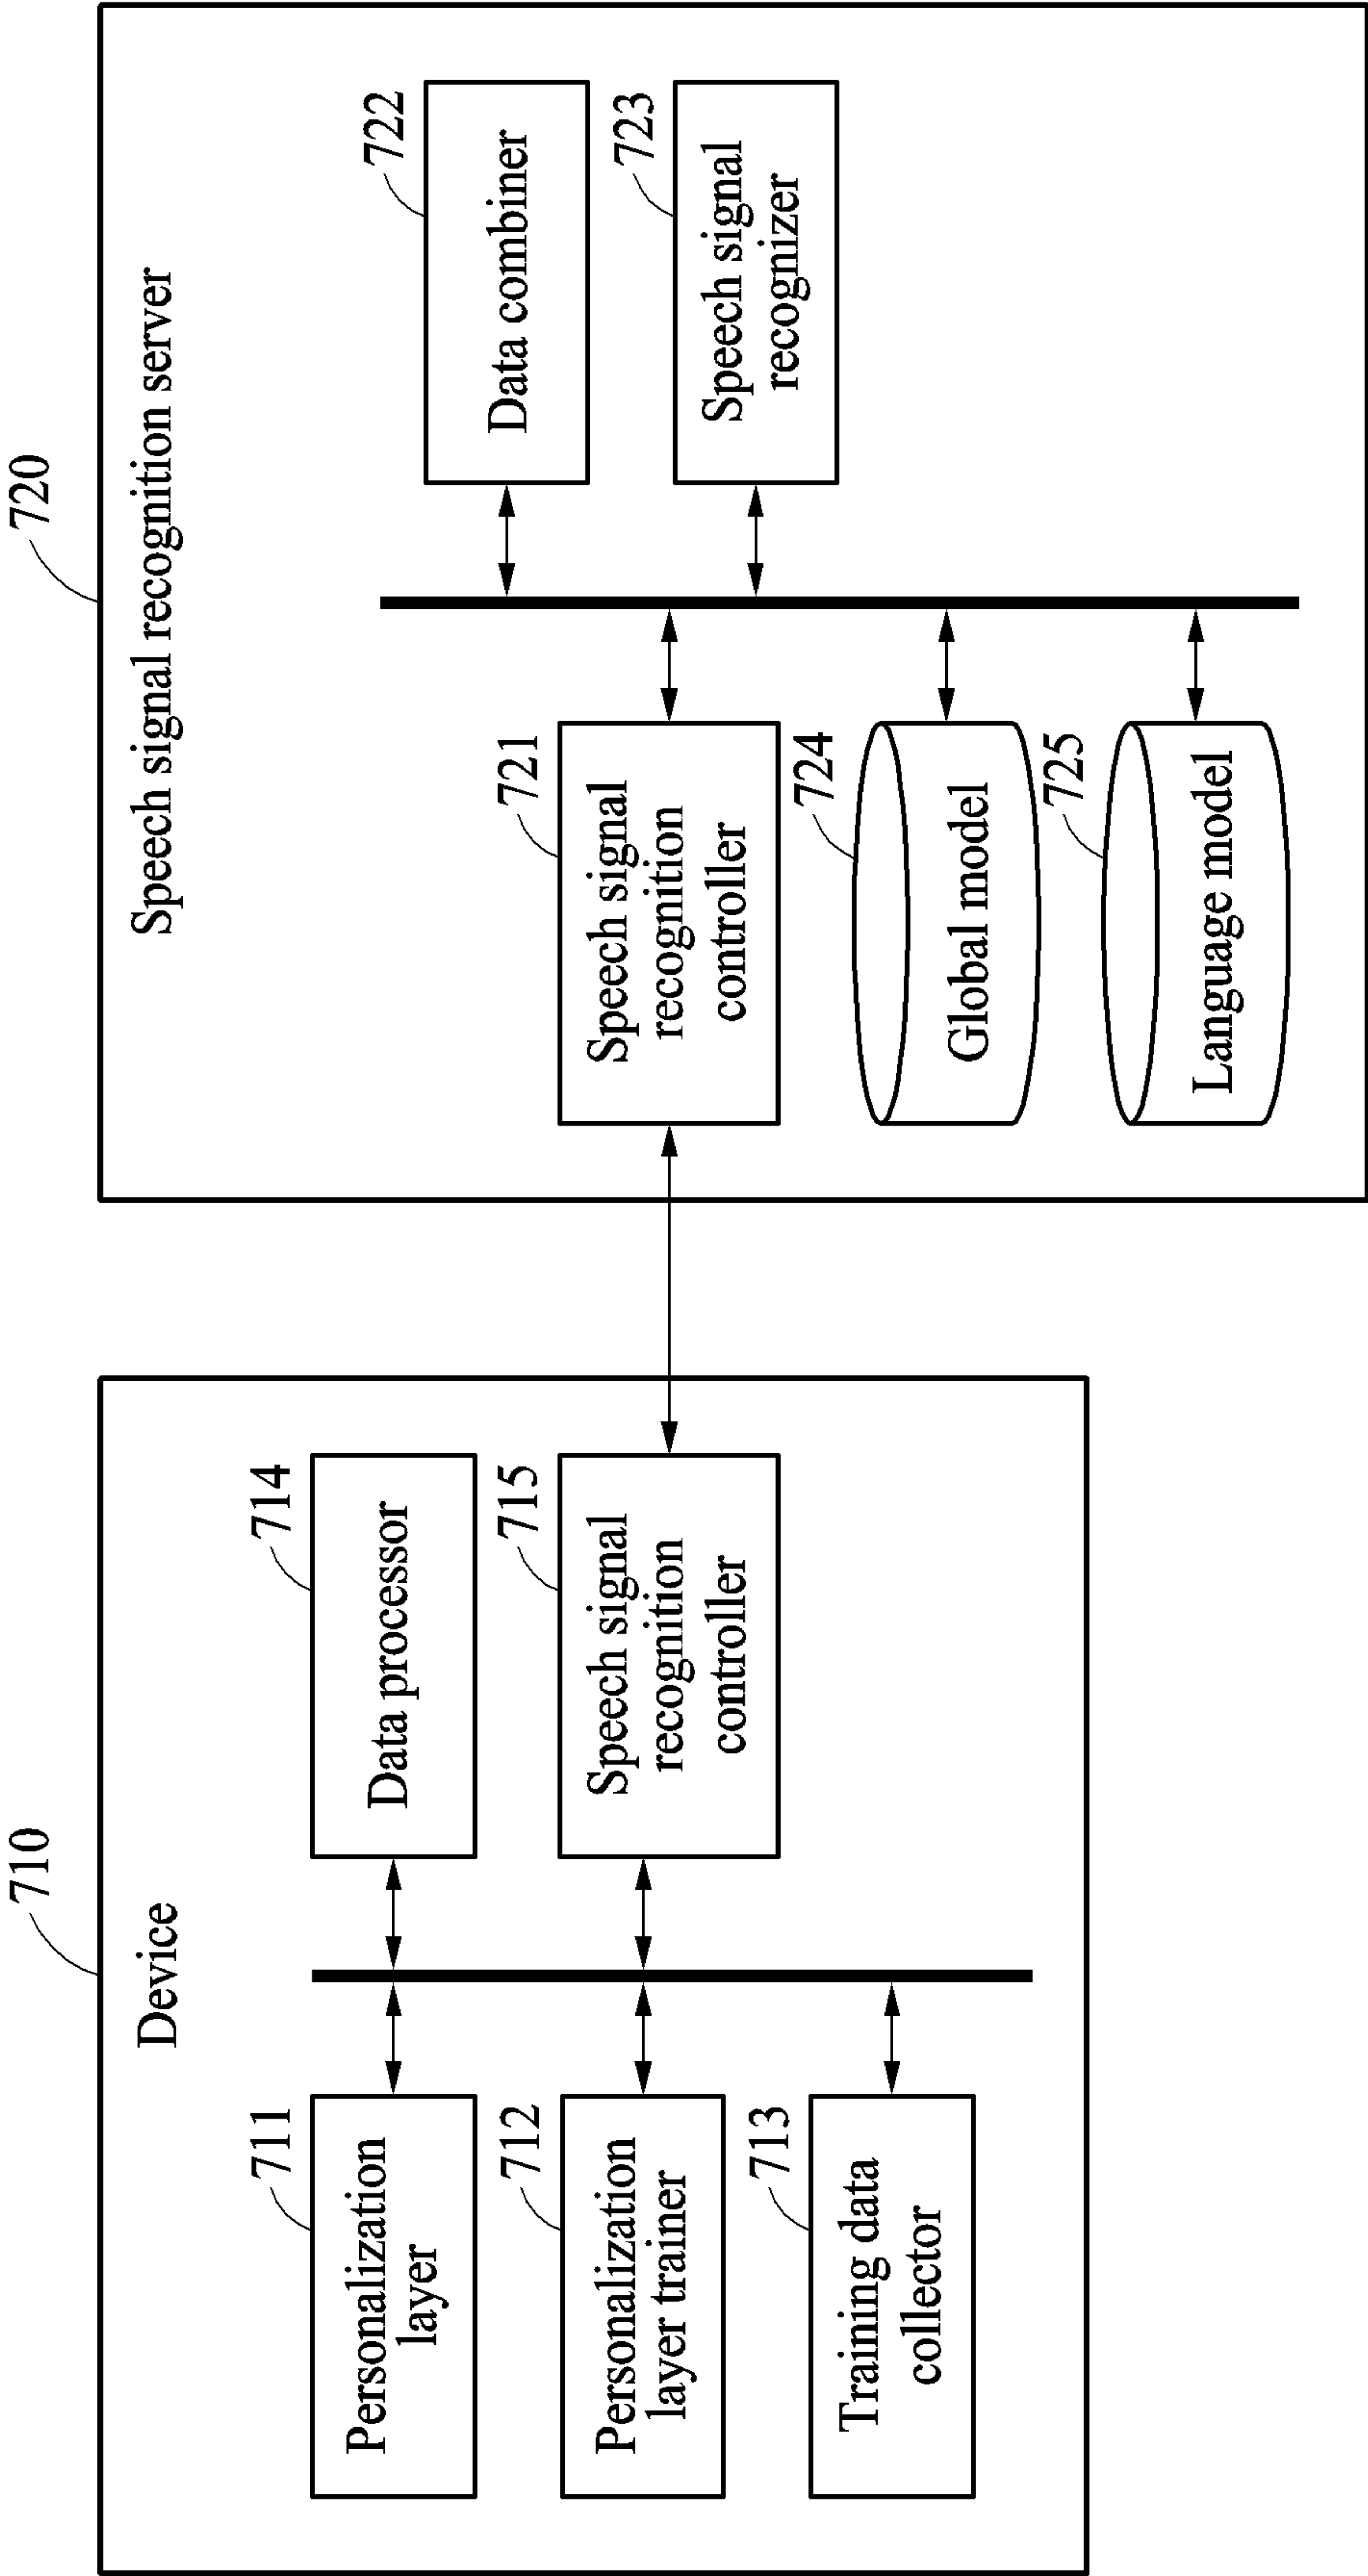 710
Device
711
Personalization
layer
712
Personalization
layer trainer
713
Training data
collector
714
Data processor
715
Speech signal
recognition
controller
720
Speech signal recognition server
721
Speech signal
recognition
controller
724
Global model
725
Language model
722
Data combiner
723
Speech signal
recognizer